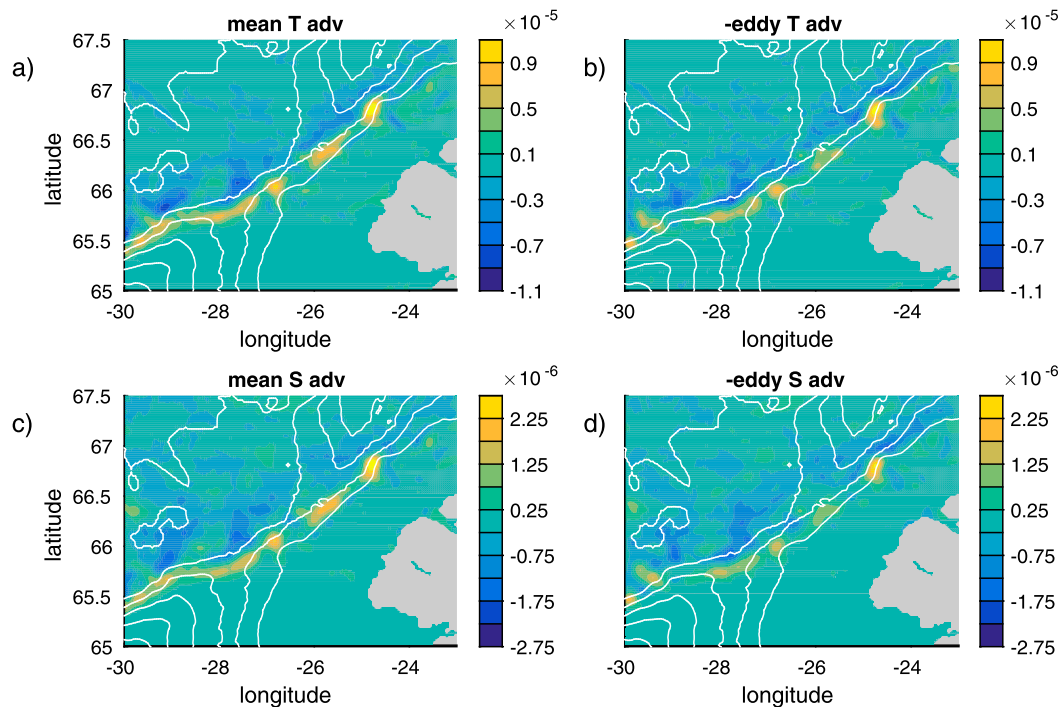 a)
mean T adv
× 10 -5
67.5
67
66.5
66
65.5
65
latitude
-30
-28
-26
-24
longitude
0.9
0.5
0.1
-0.3
-0.7
-1.1
b)
-eddy T adv
× 10 -5
-30
-28
-26
-24
longitude
0.9
0.5
0.1
-0.3
-0.7
-1.1
c)
mean S adv
× 10 -6
67.5
67
66.5
66
65.5
65
latitude
-30
-28
-26
-24
longitude
2.25
1.25
0.25
-0.75
-1.75
-2.75
d)
-eddy S adv
× 10 -6
-30
-28
-26
-24
longitude
2.25
1.25
0.25
-0.75
-1.75
-2.75